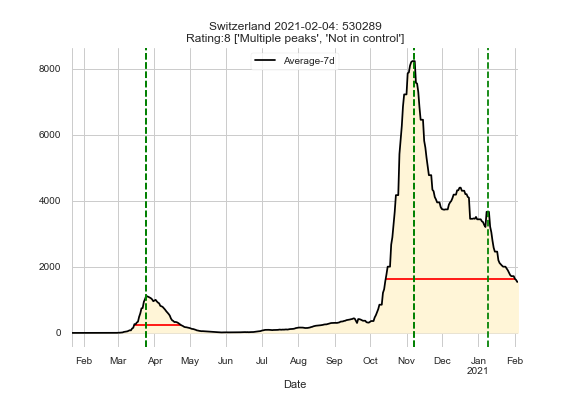 Switzerland 2021-02-04: 530289
Rating:8 ['Multiple peaks', 'Not in control']
Average-7d
8000
6000
4000
2000
0
Feb Mar Apr May Jun Jul Aug Sep Oct Nov Dec Jan Feb
2021
Date